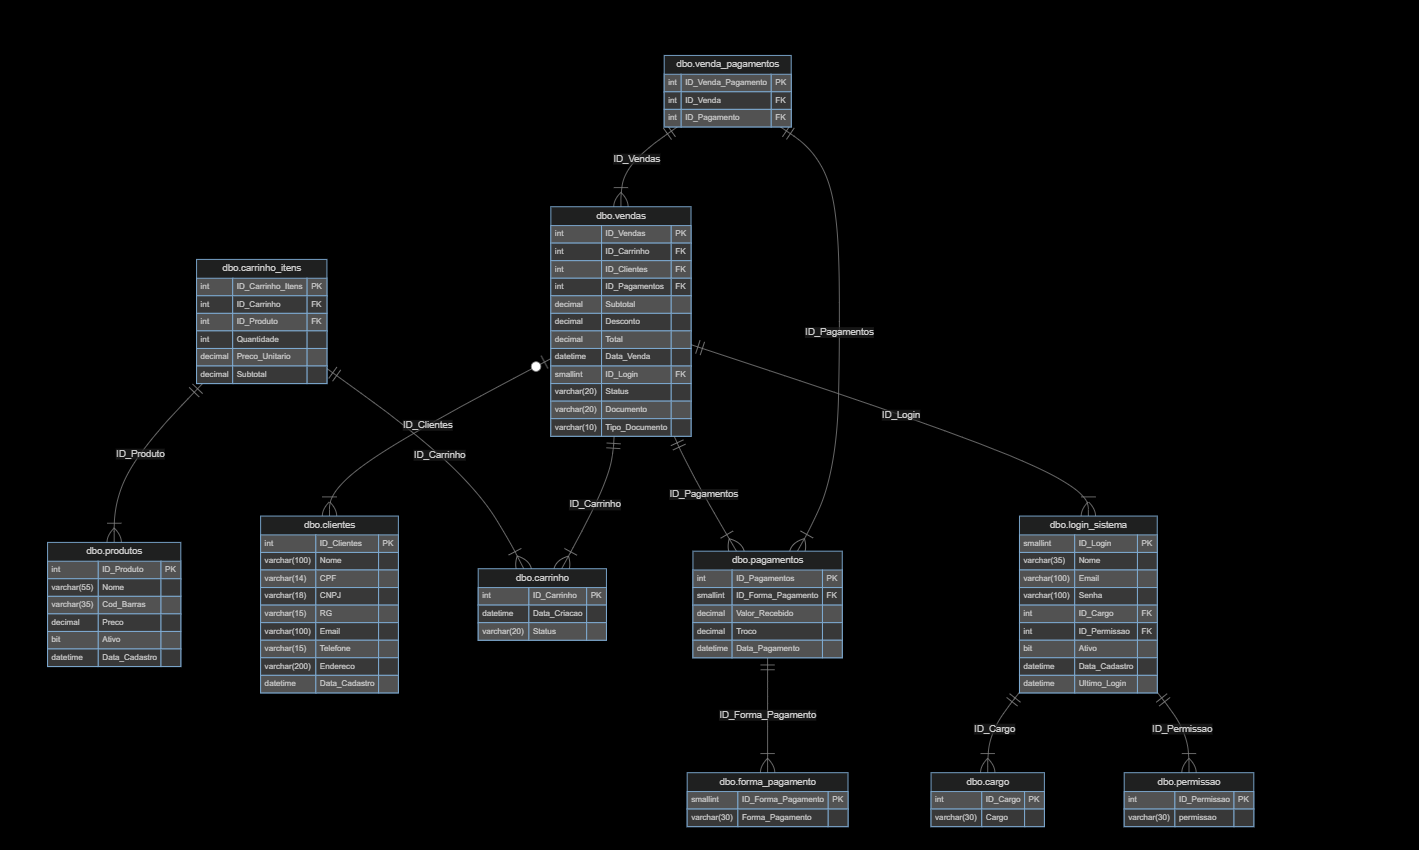 dbo.venda_pagamentos
int ID_Venda_Pagamento PK
int ID_Venda FK
int ID_Pagamento FK
ID_Vendas
dbo.vendas
int ID_Vendas PK
int ID_Carrinho FK
int ID_Clientes FK
int ID_Pagamentos FK
decimal Subtotal
decimal Desconto
decimal Total
datetime Data_Venda
smallint ID_Login FK
varchar(20) Status
varchar(20) Documento
varchar(10) Tipo_Documento
dbo.carrinho_itens
int ID_Carrinho_Itens PK
int ID_Carrinho FK
int ID_Produto FK
int Quantidade
decimal Preco_Unitario
decimal Subtotal
ID_Pagamentos
ID_Login
ID_Clientes
ID_Carrinho
ID_Produto
ID_Pagamentos
ID_Carrinho
dbo.produtos
int ID_Produto PK
varchar(55) Nome
varchar(35) Cod_Barras
decimal Preco
bit Ativo
datetime Data_Cadastro
dbo.clientes
int ID_Clientes PK
varchar(100) Nome
varchar(14) CPF
varchar(18) CNPJ
varchar(15) RG
varchar(100) Email
varchar(15) Telefone
varchar(200) Endereco
datetime Data_Cadastro
dbo.carrinho
int ID_Carrinho PK
datetime Data_Criacao
varchar(20) Status
dbo.pagamentos
int ID_Pagamentos PK
smallint ID_Forma_Pagamento FK
decimal Valor_Recebido
decimal Troco
datetime Data_Pagamento
dbo.login_sistema
smallint ID_Login PK
varchar(35) Nome
varchar(100) Email
varchar(100) Senha
int ID_Cargo FK
int ID_Permissao FK
bit Ativo
datetime Data_Cadastro
datetime Ultimo_Login
ID_Forma_Pagamento
ID_Cargo
ID_Permissao
dbo.forma_pagamento
smallint ID_Forma_Pagamento PK
varchar(30) Forma_Pagamento
dbo.cargo
int ID_Cargo PK
varchar(30) Cargo
dbo.permissao
int ID_Permissao PK
varchar(30) permissao